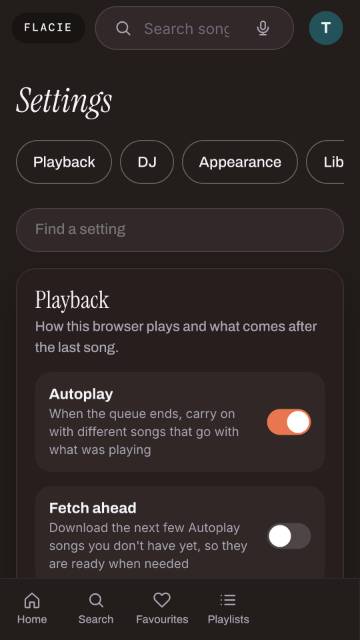 FLACIE
Search song
T
Settings
Playback
DJ
Appearance
Lib
Find a setting
Playback
How this browser plays and what comes after
the last song.
Autoplay
When the queue ends, carry on
with different songs that go with
what was playing
Fetch ahead
Download the next few Autoplay
songs you don't have yet, so they
are ready when needed
Home
Search
Favourites
Playlists